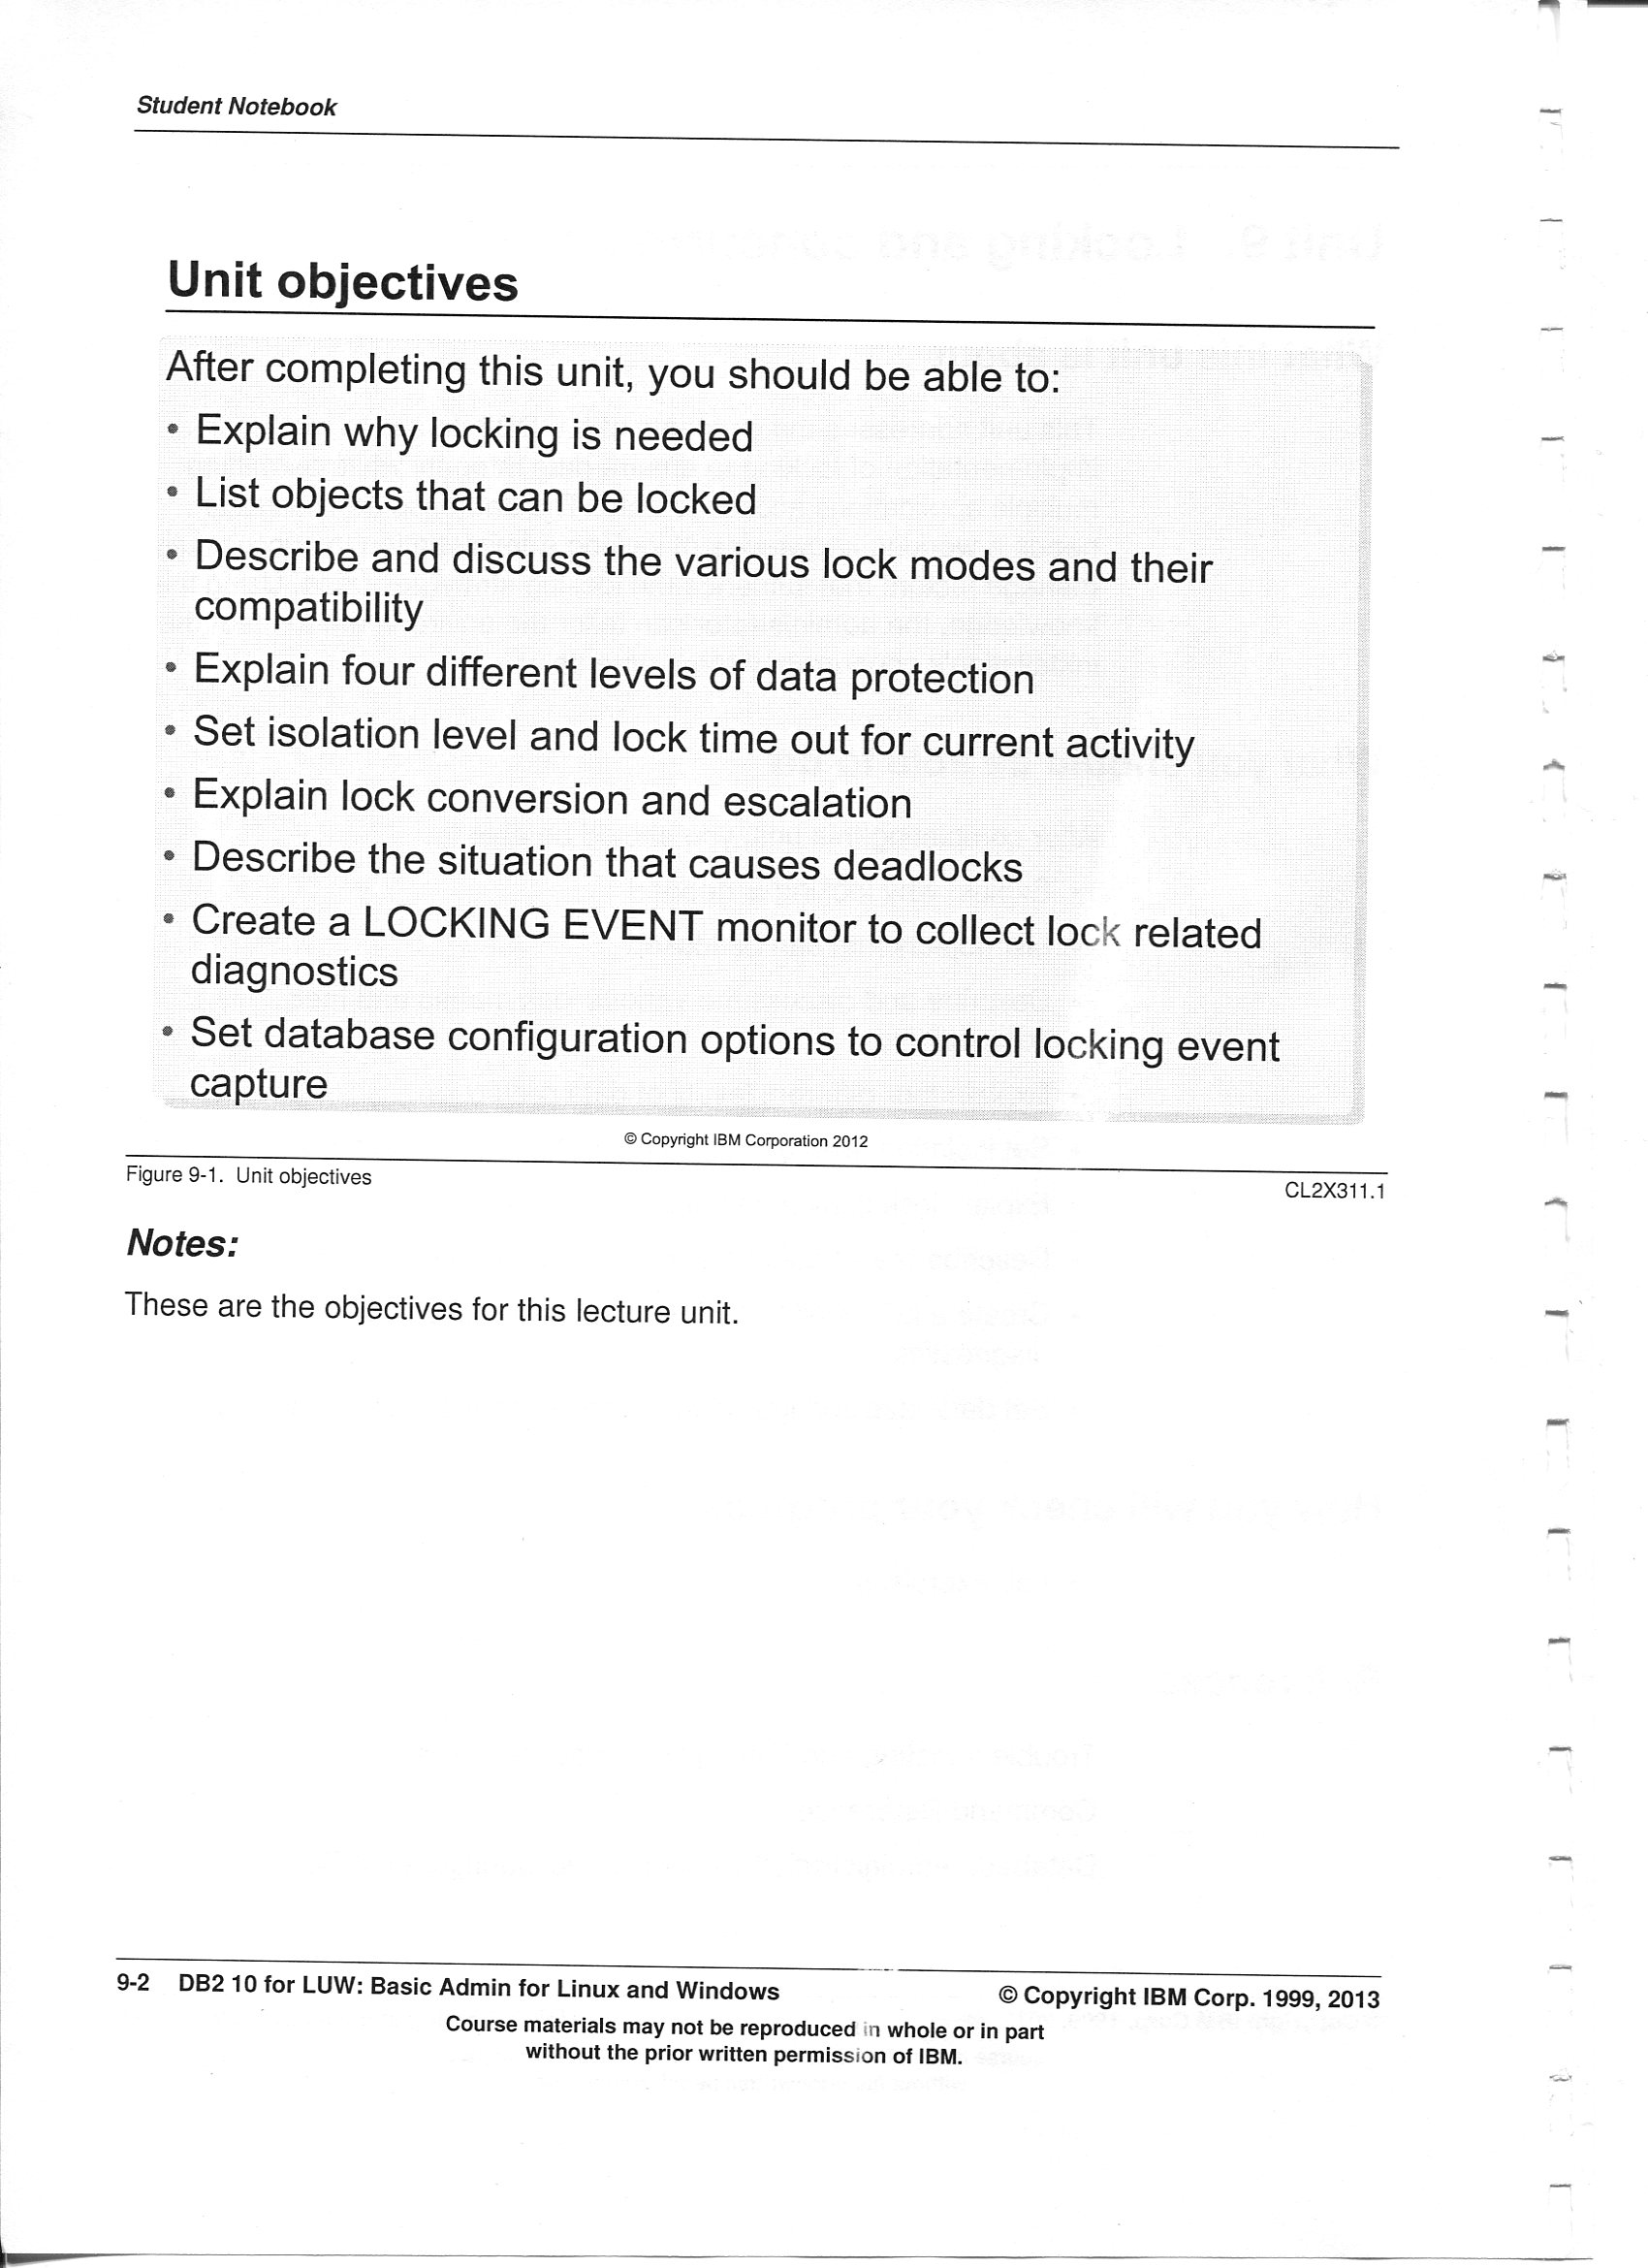 Student Notebook
Unit objectives
After completing this unit, you should be able to:
• Explain why locking is needed
• List objects that can be locked
• Describe and discuss the various lock modes and their
compatibility
• Explain four different levels of data protection
• Set isolation level and lock time out for current activity
• Explain lock conversion and escalation
• Describe the situation that causes deadlocks
• Create a LOCKING EVENT monitor to collect lock related
diagnostics
• Set database configuration options to control locking event
capture
© Copyright IBM Corporation 2012
Figure 9-1. Unit objectives CL2X311.1
Notes:
These are the objectives for this lecture unit.
9-2 DB2 10 for LUW: Basic Admin for Linux and Windows © Copyright IBM Corp. 1999, 2013
Course materials may not be reproduced in whole or in part
without the prior written permission of IBM.